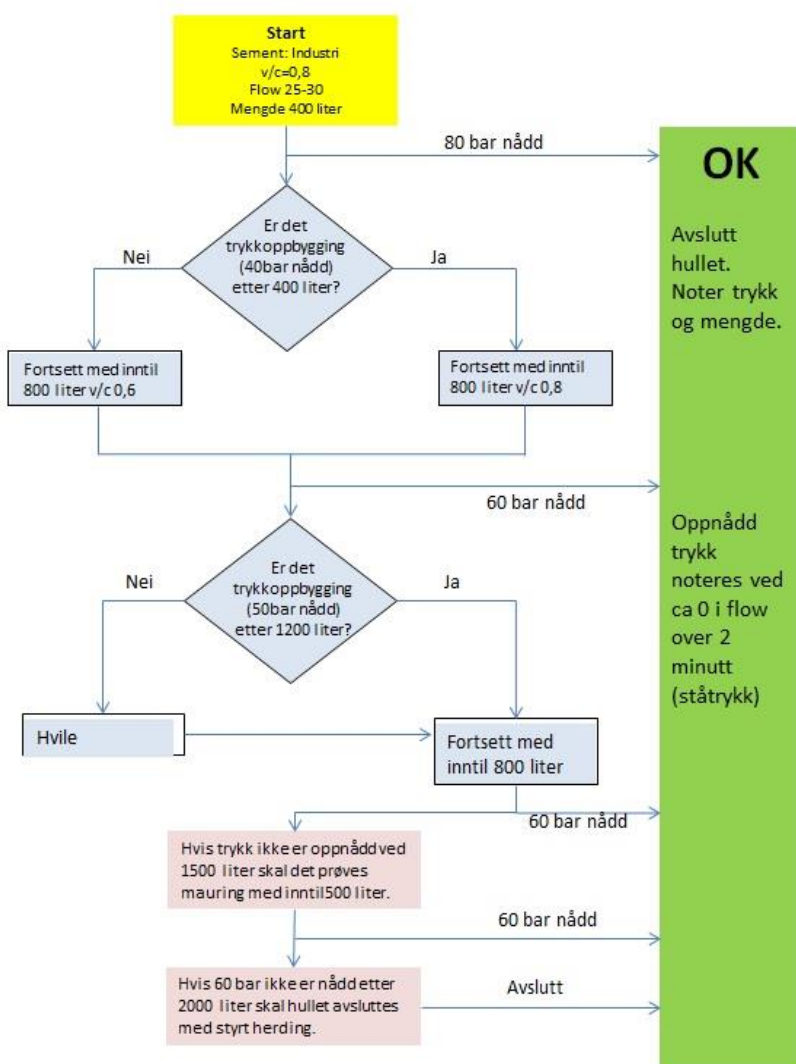 Start
Sement: Industri
v/c=0,8
Flow 25-30
Mengde 400 liter
80 bar nådd
OK
Avslutt
hullet.
Noter trykk
og mengde.
Er det
trykkoppbygging
(40bar nådd)
etter 400 liter?
Nei
Ja
Fortsett med inntil
800 liter v/c 0,6
Fortsett med inntil
800 liter v/c 0,8
60 bar nådd
Oppnådd
trykk
noteres ved
ca 0 i flow
over 2
minutt
(ståtrykk)
Er det
trykkoppbygging
(50bar nådd)
etter 1200 liter?
Nei
Ja
Hvile
Fortsett med
inntil 800 liter
60 bar nådd
Hvis trykk ikke er oppnådd ved
1500 liter skal det prøves
mauring med inntil 500 liter.
60 bar nådd
Hvis 60 bar ikke er nådd etter
2000 liter skal hullet avsluttes
med styrt herding.
Avslutt